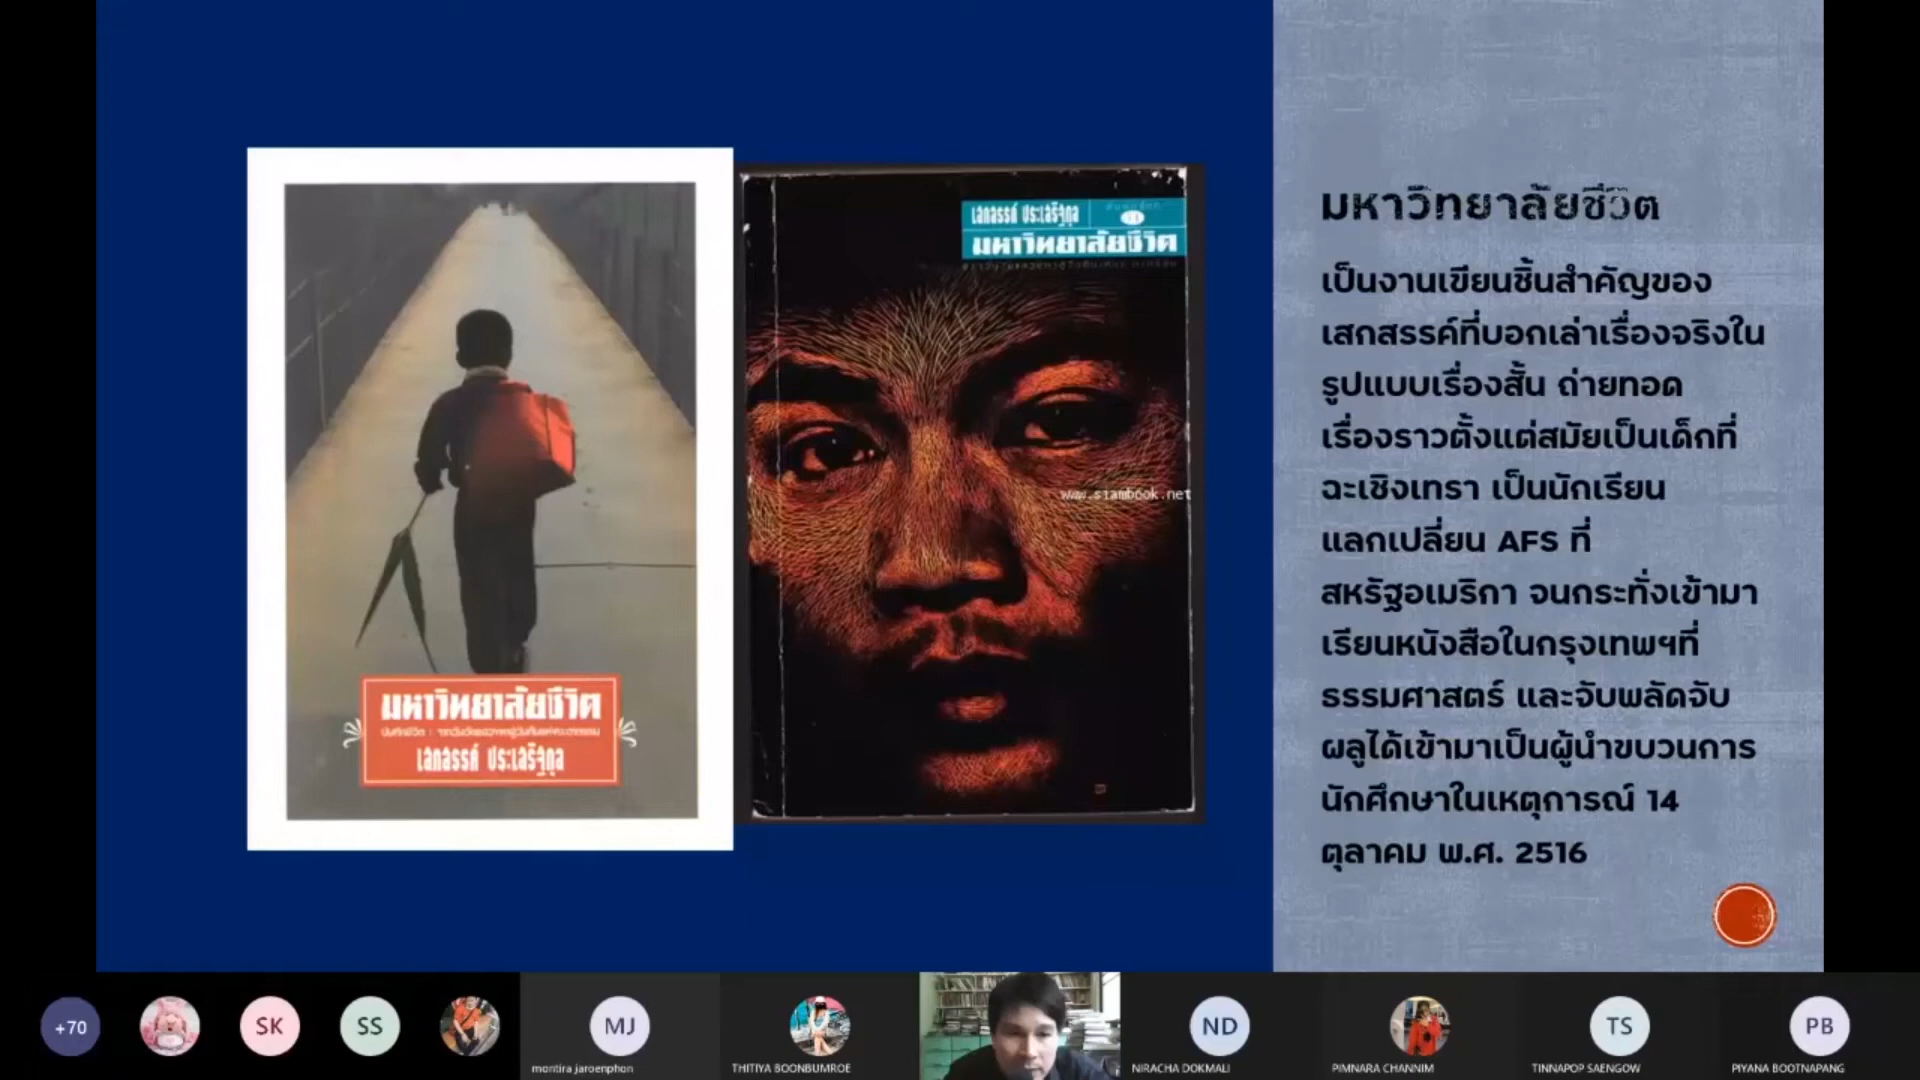 มหาวิทยาลัยชีวิต
เสกสรรค์ ประเสริฐกุล
เสกสรรค์ ประเสริฐกุล
มหาวิทยาลัยชีวิต
www.siambook.net
มหาวิทยาลัยชีวิต
เป็นงานเขียนชิ้นสำคัญของ
เสกสรรค์ที่บอกเล่าเรื่องจริงใน
รูปแบบเรื่องสั้น ถ่ายทอด
เรื่องราวตั้งแต่สมัยเป็นเด็กที่
ฉะเชิงเทรา เป็นนักเรียน
แลกเปลี่ยน AFS ที่
สหรัฐอเมริกา จนกระทั่งเข้ามา
เรียนหนังสือในกรุงเทพฯที่
ธรรมศาสตร์ และจับพลัดจับ
ผลูได้เข้ามาเป็นผู้นำขบวนการ
นักศึกษาในเหตุการณ์ 14
ตุลาคม พ.ศ. 2516
+70
SK
SS
MJ
montira jaroenphon
THITIYA BOONBUMROE
ND
NIRACHA DOKMALI
PIMNARA CHANNIM
TS
TINNAPOP SAENGOW
PB
PIYANA BOOTNAPANG